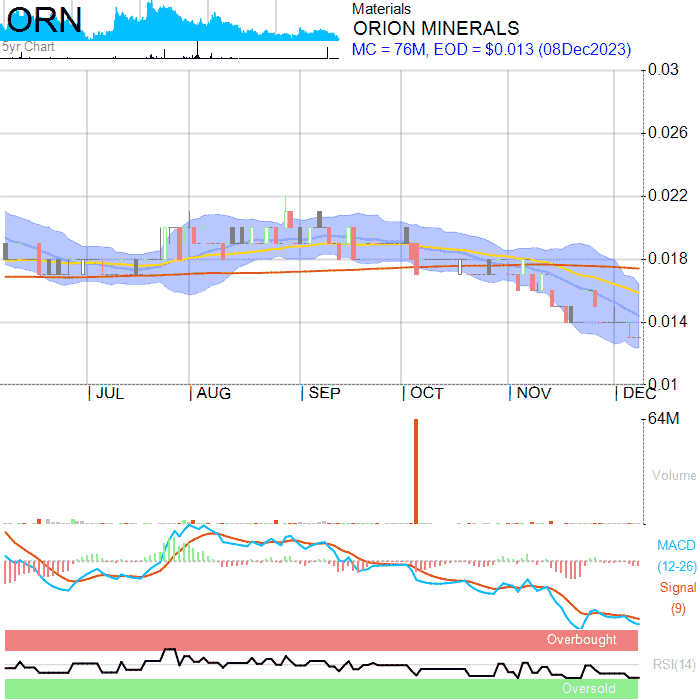 ORN
5yr Chart
Materials
ORION MINERALS
MC = 76M, EOD = $0.013 (08Dec2023)
0.03
0.026
0.022
0.018
0.014
0.01
JUL AUG SEP OCT NOV DEC
64M
Volume
MACD
(12-26)
Signal
(9)
Overbought
RSI(14)
Oversold